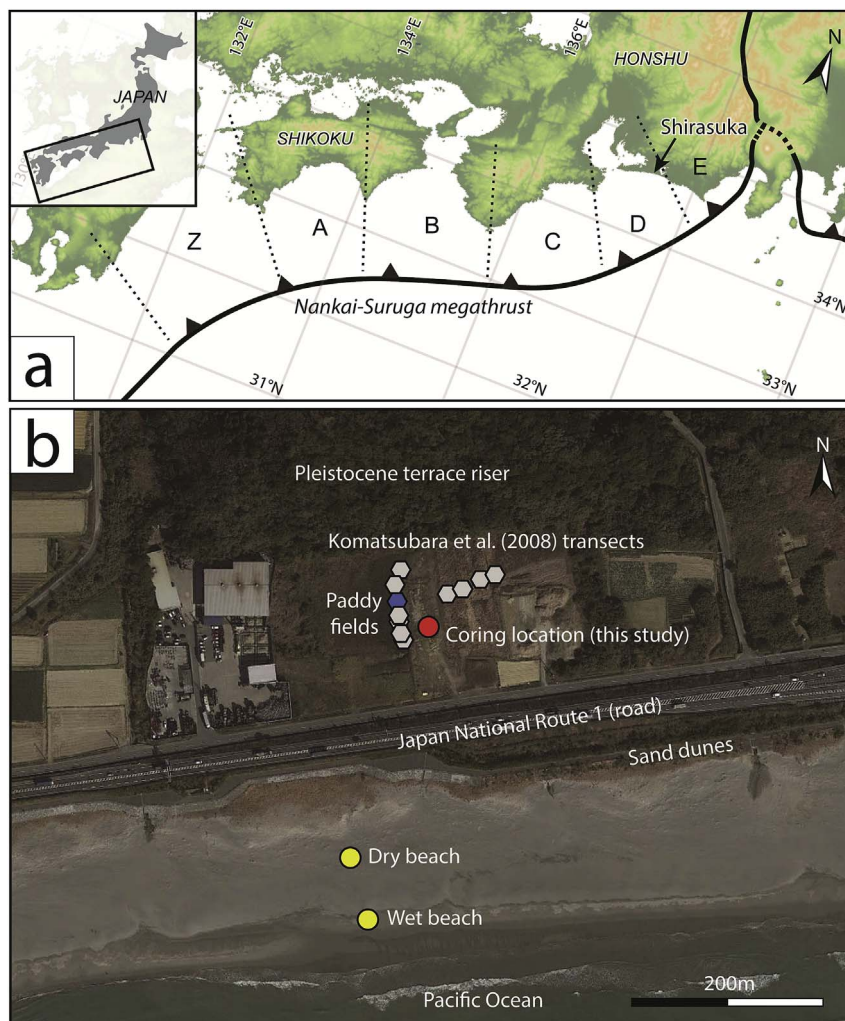 a
JAPAN
130°E
132°E
134°E
136°E
HONSHU
N
SHIKOKU
Shirasuka
Z
A
B
C
D
E
Nankai-Suruga megathrust
31°N
32°N
33°N
34°N
b
N
Pleistocene terrace riser
Komatsubara et al. (2008) transects
Paddy
fields
Coring location (this study)
Japan National Route 1 (road)
Sand dunes
Dry beach
Wet beach
200m
Pacific Ocean